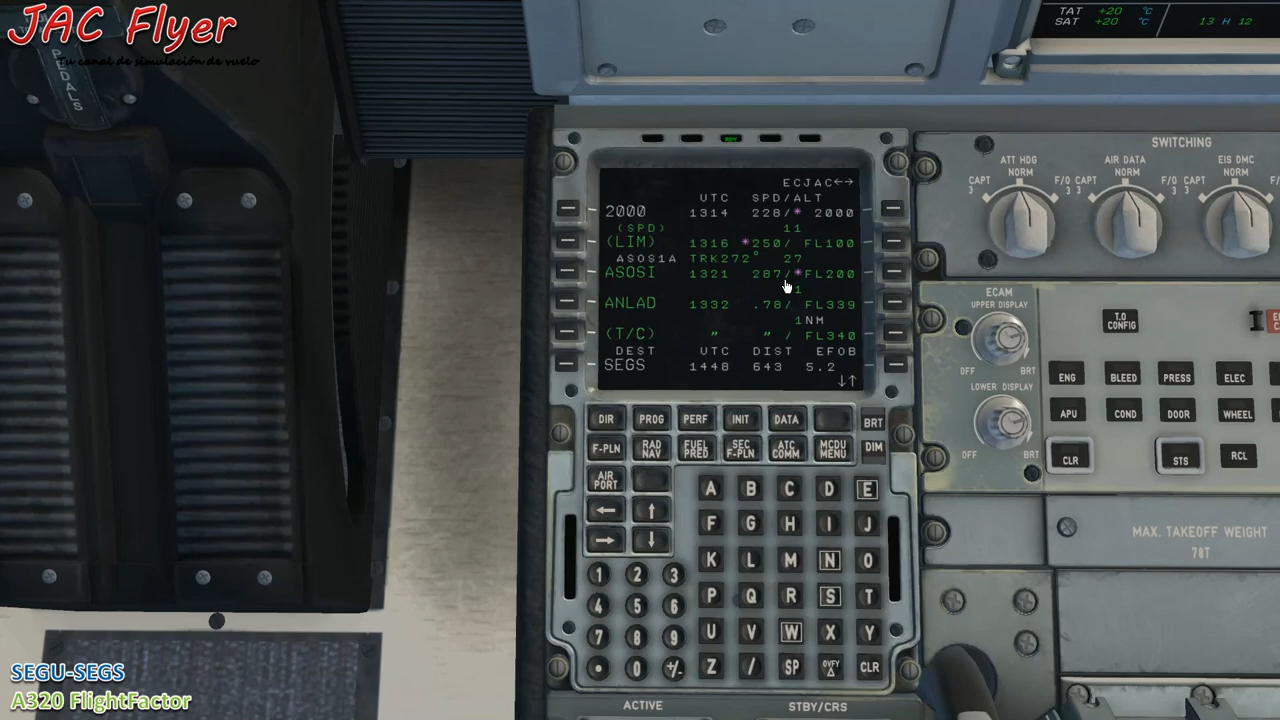 JAC Flyer
Tu canal de simulación de vuelo
PEDALS
TAT +20 °C
SAT +20 °C
13 H 12
SWITCHING
ATT HDG
NORM
CAPT
3
F/O
3
AIR DATA
NORM
CAPT
3
F/O
3
EIS DMC
NORM
CAPT
3
ECJAC←→
UTC SPD/ALT
2000 1314 228/* 2000
(SPD) 11
(LIM) 1316 *250/ FL100
ASOS1A TRK272° 27
ASOSI 1321 287/*FL200
1
ANLAD 1332 .78/ FL339
1NM
(T/C) " " / FL340
DEST UTC DIST EFOB
SEGS 1448 643 5.2
↓↑
DIR PROG PERF INIT DATA BRT
F-PLN RAD NAV FUEL PRED SEC F-PLN ATC COMM MCDU MENU DIM
AIR PORT
← ↑
→ ↓
A B C D E
F G H I J
K L M N O
P Q R S T
U V W X Y
Z / SP OVFY Δ CLR
1 2 3
4 5 6
7 8 9
• 0 +/-
ECAM
UPPER DISPLAY
OFF BRT
LOWER DISPLAY
OFF BRT
T.O CONFIG
ENG BLEED PRESS ELEC
APU COND DOOR WHEEL
CLR STS RCL
MAX. TAKEOFF WEIGHT
78T
ACTIVE
STBY/CRS
SEGU-SEGS
A320 FlightFactor